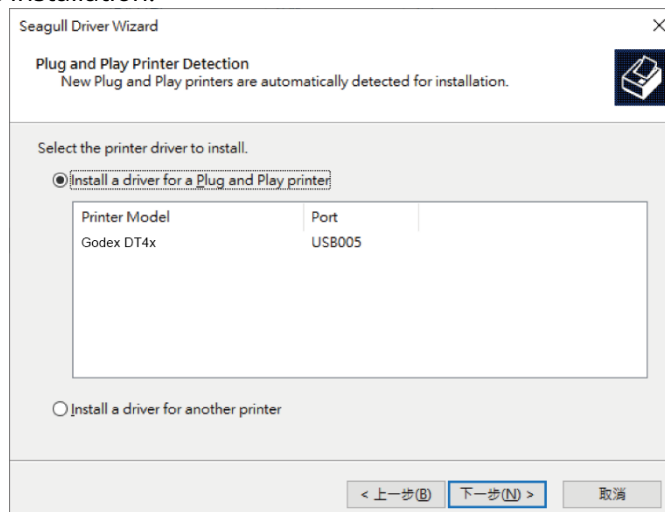 Installation.
Seagull Driver Wizard
Plug and Play Printer Detection
New Plug and Play printers are automatically detected for installation.
Select the printer driver to install.
Install a driver for a Plug and Play printer
Printer Model Port
Godex DT4x USB005
Install a driver for another printer
< 上一步(B) 下一步(N) > 取消